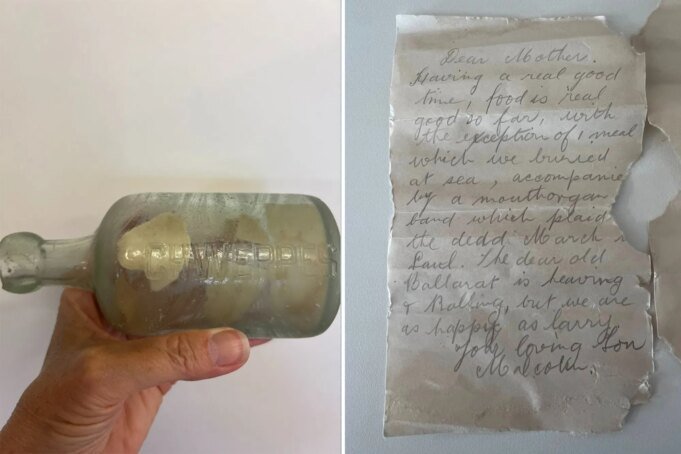 SCHWEPPES
Dear Mother.
Having a real good
time, food is real
good so far, with
the exception of 1 meal
which we buried
at sea, accompanie
by a mouthorgan
band which plaid
the dedd March
Saul. The dear old
Ballarat is heaving
& Rolling, but we are
as happy as larry
your loving Son
Malcolm.